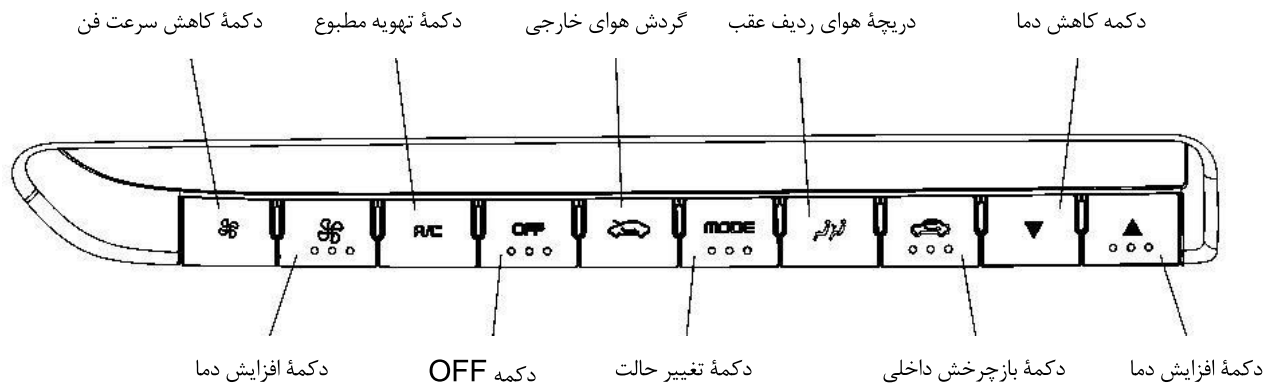 دکمه کاهش دما
دریچهٔ هوای ردیف عقب
گردش هوای خارجی
دکمهٔ تهویه مطبوع
دکمهٔ کاهش سرعت فن
A/C
OFF
MODE
دکمهٔ افزایش دما
دکمهٔ بازچرخش داخلی
دکمهٔ تغییر حالت
دکمه OFF
دکمهٔ افزایش دما